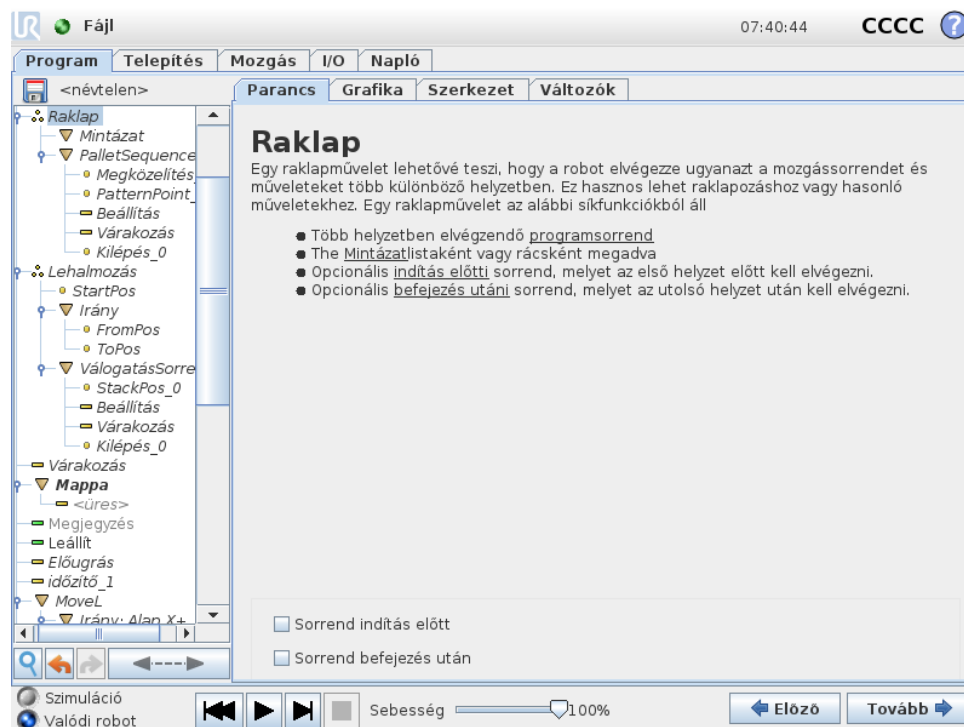 UR Fájl 07:40:44 CCCC ?
Program Telepítés Mozgás I/O Napló
<névtelen>
Parancs Grafika Szerkezet Változók
Raklap
Mintázat
PalletSequence
Megközelítés_
PatternPoint_
Beállítás
Várakozás
Kilépés_0
Lehalmozás
StartPos
Irány
FromPos
ToPos
VálogatásSorre
StackPos_0
Beállítás
Várakozás
Kilépés_0
Várakozás
Mappa
<üres>
Megjegyzés
Leállít
Előugrás
időzítő_1
MoveL
Irány: Alap X+
Raklap
Egy raklapművelet lehetővé teszi, hogy a robot elvégezze ugyanazt a mozgássorrendet és
műveleteket több különböző helyzetben. Ez hasznos lehet raklapozáshoz vagy hasonló
műveletekhez. Egy raklapművelet az alábbi síkfunkciókból áll
Több helyzetben elvégzendő programsorrend
The Mintázatlistaként vagy rácsként megadva
Opcionális indítás előtti sorrend, melyet az első helyzet előtt kell elvégezni.
Opcionális befejezés utáni sorrend, melyet az utolsó helyzet után kell elvégezni.
Sorrend indítás előtt
Sorrend befejezés után
Szimuláció
Valódi robot
Sebesség 100%
Előző Tovább